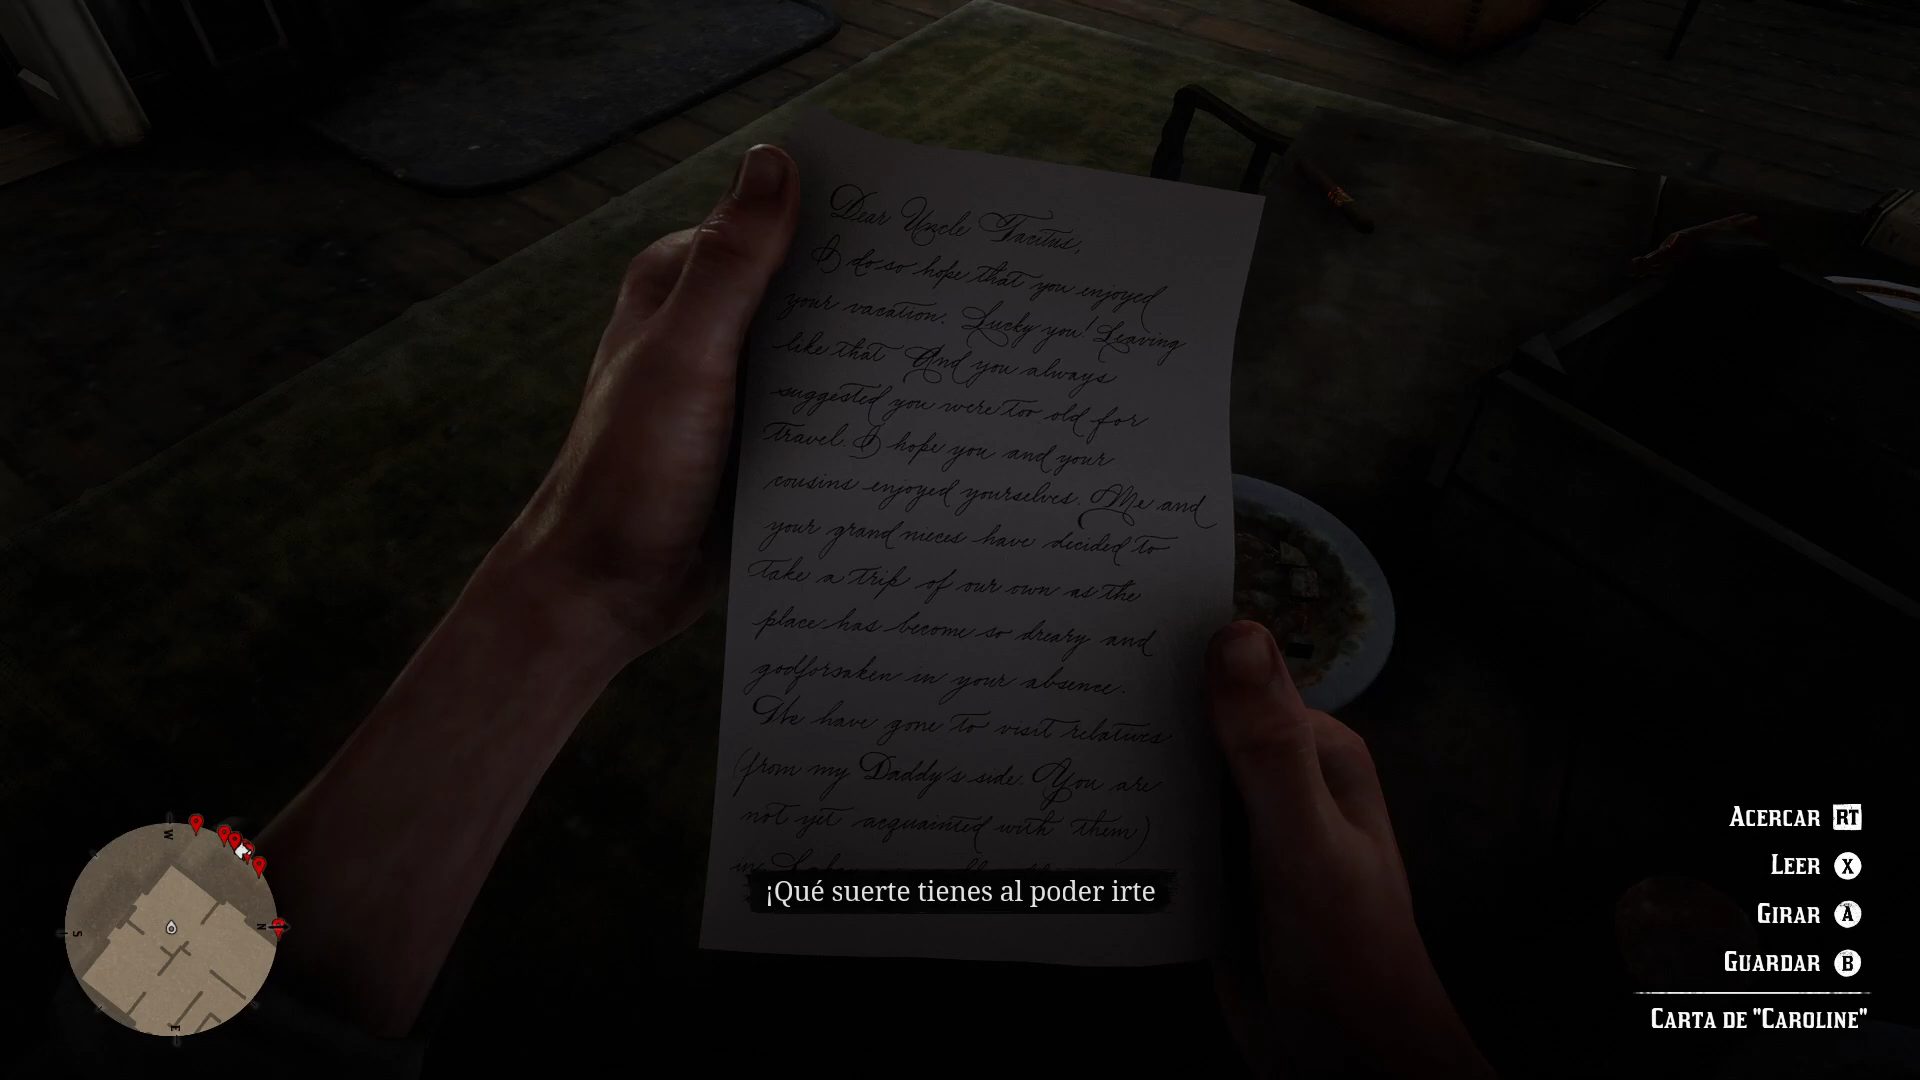 Dear Uncle Tacitus,
I do so hope that you enjoyed
your vacation. Lucky you! Leaving
like that And you always
suggested you were too old for
travel. I hope you and your
cousins enjoyed yourselves. Me and
your grand nieces have decided to
take a trip of our own as the
place has become so dreary and
godforsaken in your absence.
We have gone to visit relatives
(from my Daddy's side. You are
not yet acquainted with them)
¡Qué suerte tienes al poder irte
W
N
S
E
ACERCAR RT
LEER X
GIRAR A
GUARDAR B
CARTA DE "CAROLINE"